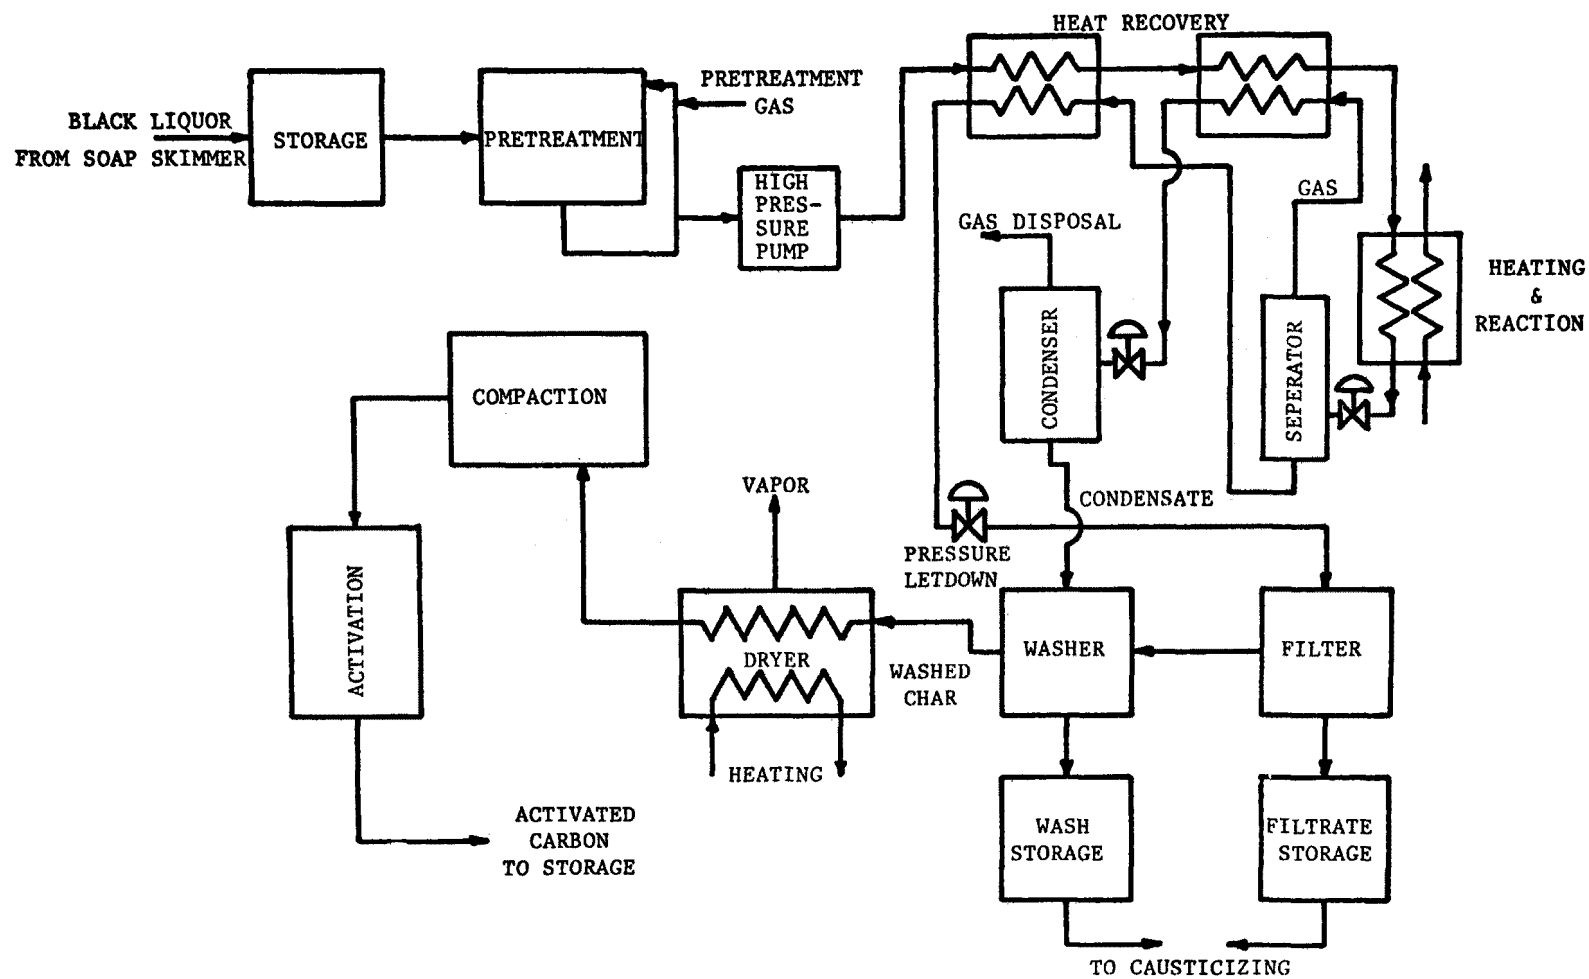 HEAT RECOVERY
BLACK LIQUOR
FROM SOAP SKIMMER
STORAGE
PRETREATMENT
PRETREATMENT
GAS
HIGH
PRES-
SURE
PUMP
GAS DISPOSAL
GAS
HEATING
&
REACTION
CONDENSER
SEPERATOR
COMPACTION
VAPOR
CONDENSATE
PRESSURE
LETDOWN
ACTIVATION
DRYER
HEATING
WASHED
CHAR
WASHER
FILTER
ACTIVATED
CARBON
TO STORAGE
WASH
STORAGE
FILTRATE
STORAGE
TO CAUSTICIZING